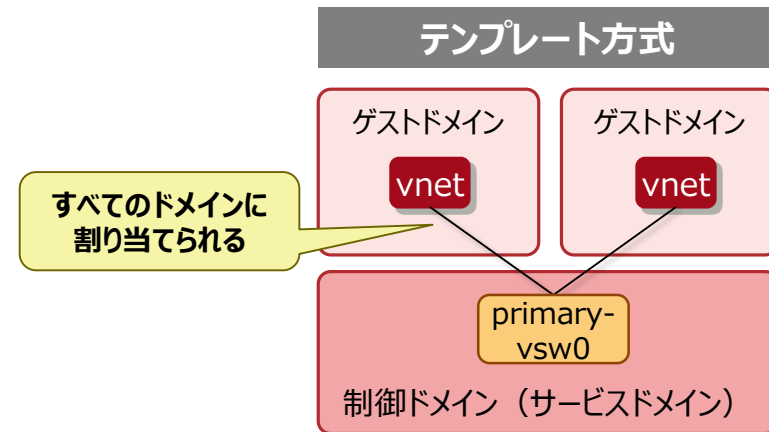 テンプレート方式
ゲストドメイン
vnet
ゲストドメイン
vnet
すべてのドメインに
割り当てられる
primary-
vsw0
制御ドメイン（サービスドメイン）